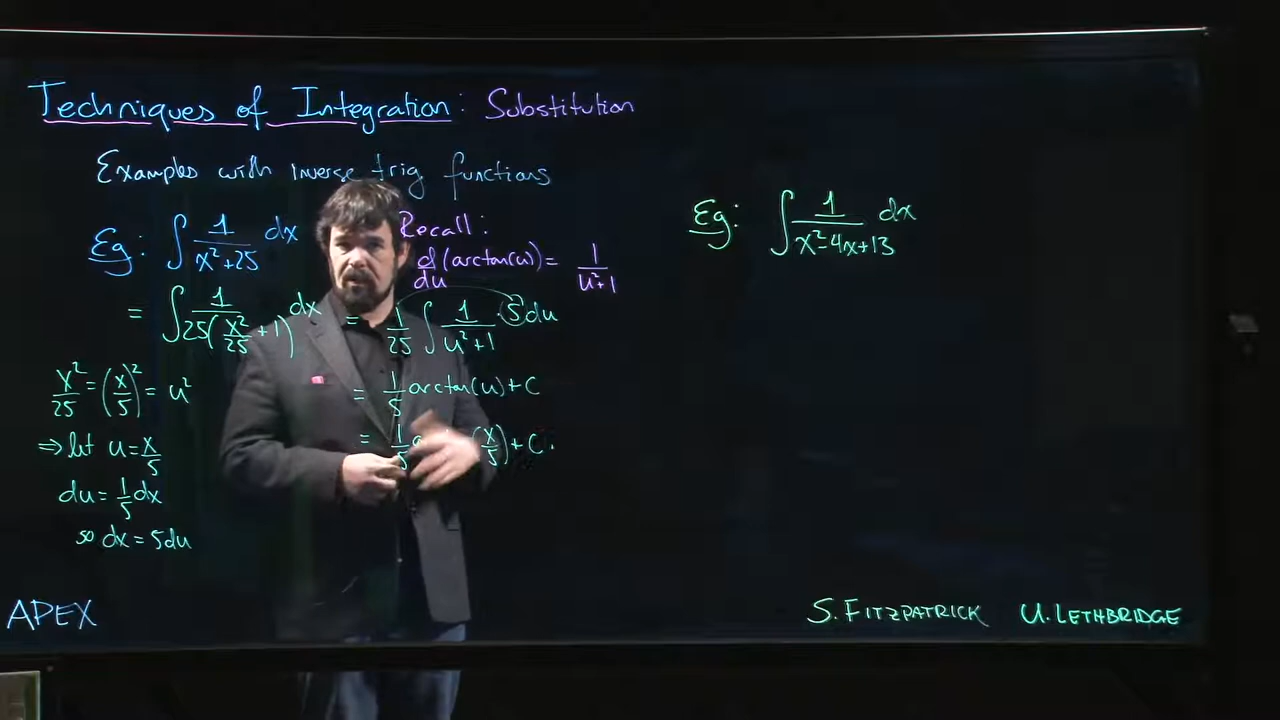 Techniques of Integration: Substitution
Examples with inverse trig functions
Eg: ∫ 1/(x²+25) dx
Recall:
d/du (arctan(u)) = 1/(u²+1)
= ∫ 1/(25(x²/25 + 1)) dx = 1/25 ∫ 1/(u²+1) · 5du
x²/25 = (x/5)² = u²
= 1/5 arctan(u) + C
⇒ let u = x/5
= 1/5 (x/5) + C.
du = 1/5 dx
so dx = 5du
Eg: ∫ 1/(x²-4x+13) dx
APEX
S. FITZPATRICK U. LETHBRIDGE